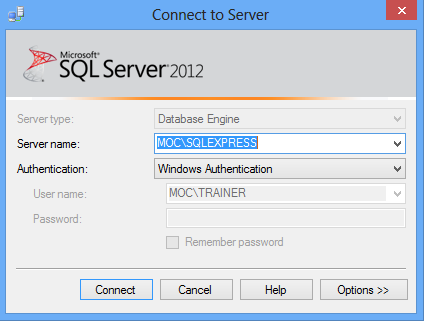 Connect to Server
Microsoft
SQL Server 2012
Server type: Database Engine
Server name: MOC\SQLEXPRESS
Authentication: Windows Authentication
User name: MOC\TRAINER
Password:
Remember password
Connect Cancel Help Options >>